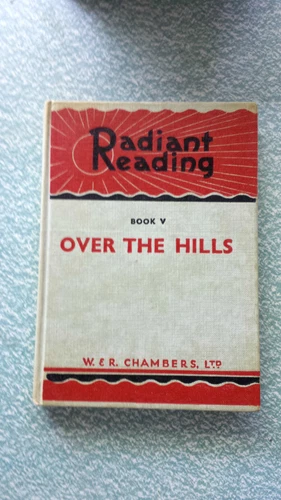 Radiant
Reading
BOOK V
OVER THE HILLS
W. & R. CHAMBERS, LTD